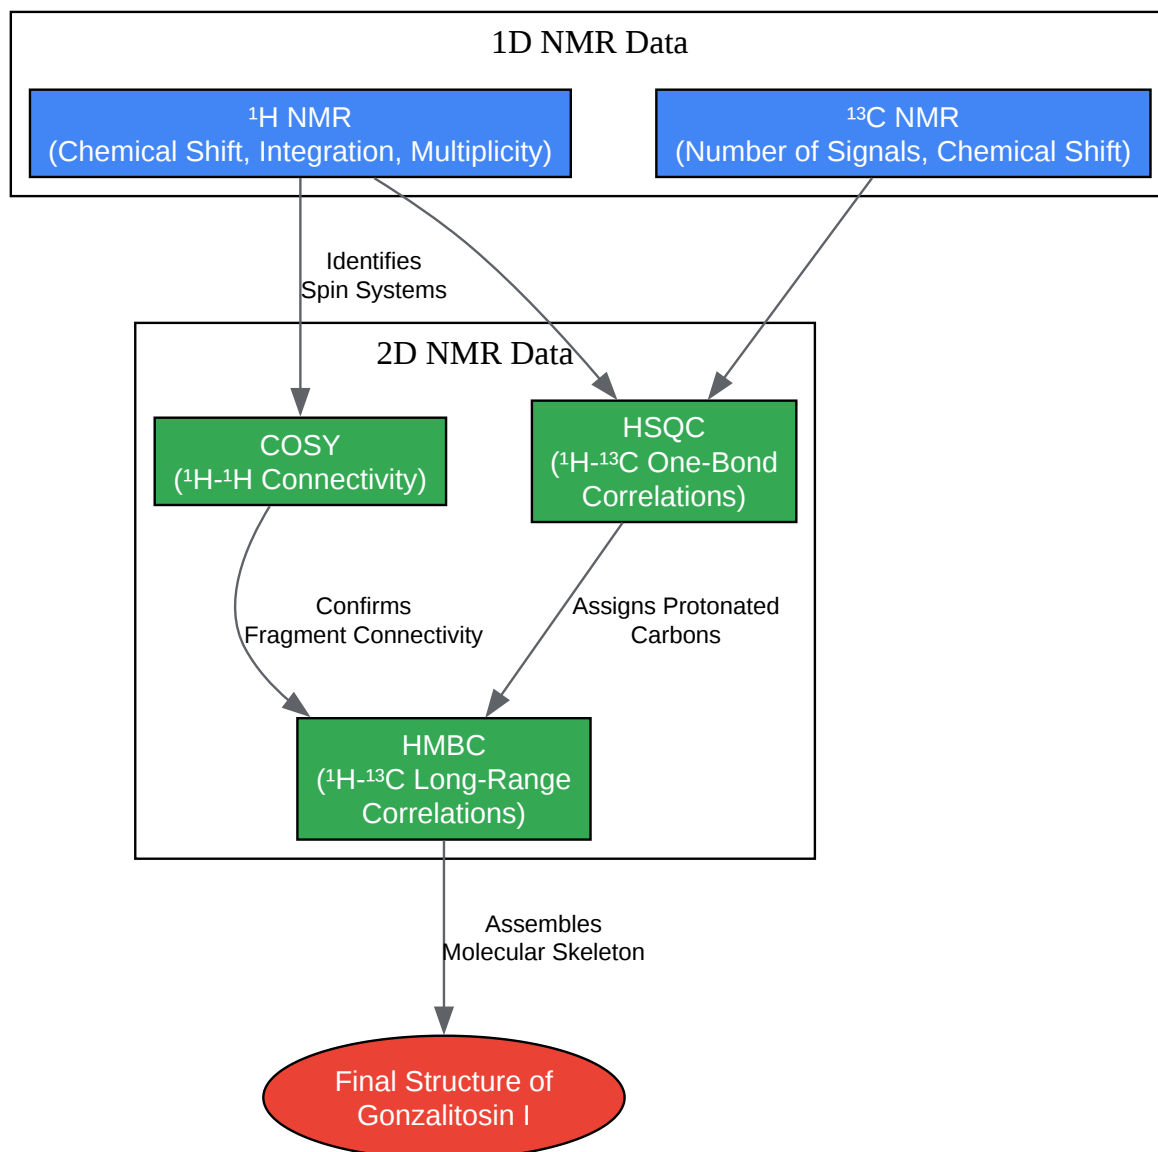 1D NMR Data
¹H NMR
(Chemical Shift, Integration, Multiplicity)
¹³C NMR
(Number of Signals, Chemical Shift)
Identifies
Spin Systems
2D NMR Data
COSY
(¹H-¹H Connectivity)
HSQC
(¹H-¹³C One-Bond
Correlations)
Confirms
Fragment Connectivity
Assigns Protonated
Carbons
HMBC
(¹H-¹³C Long-Range
Correlations)
Assembles
Molecular Skeleton
Final Structure of
Gonzalitosin I